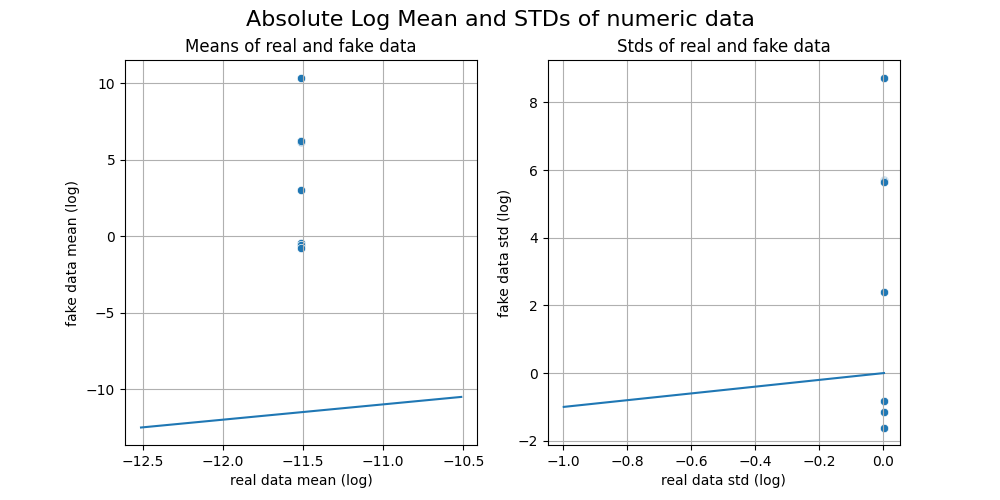 Absolute Log Mean and STDs of numeric data
Means of real and fake data
Stds of real and fake data
fake data mean (log)
10
5
0
−5
−10
−12.5 −12.0 −11.5 −11.0 −10.5
real data mean (log)
fake data std (log)
8
6
4
2
0
−2
−1.0 −0.8 −0.6 −0.4 −0.2 0.0
real data std (log)